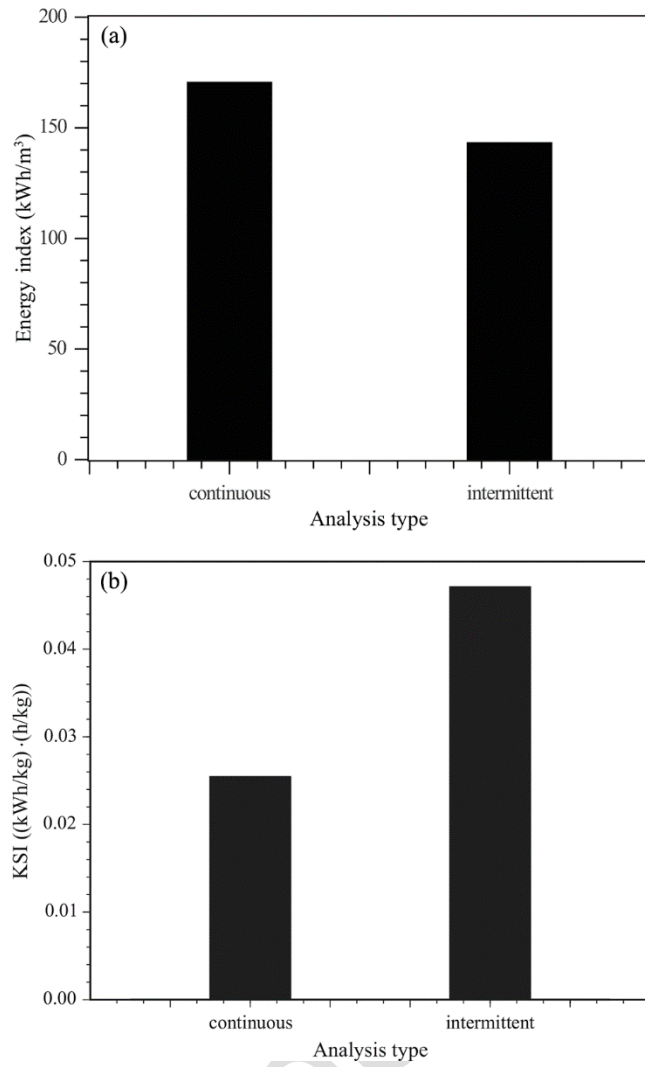 (a)
200
150
100
50
0
Energy index (kWh/m³)
continuous intermittent
Analysis type
(b)
0.05
0.04
0.03
0.02
0.01
0.00
KSI ((kWh/kg)·(h/kg))
continuous intermittent
Analysis type